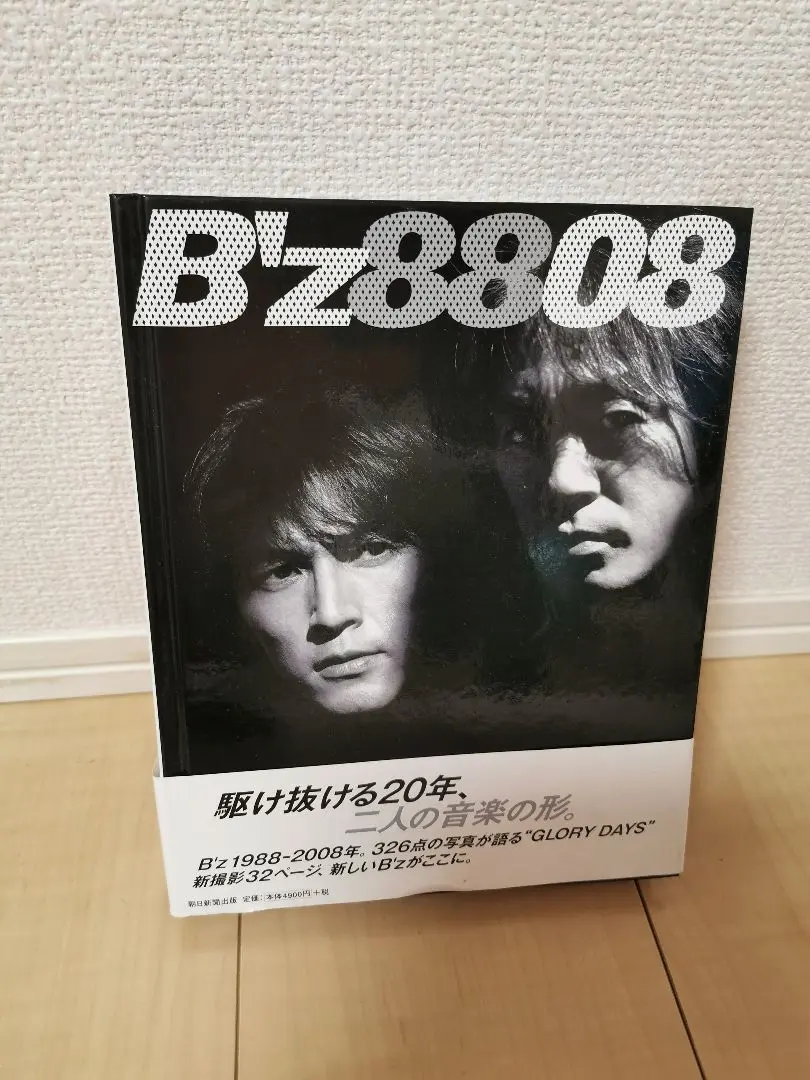 B'z8808
駆け抜ける20年、
二人の音楽の形。
B'z 1988-2008年。326点の写真が語る“GLORY DAYS”
新撮影32ページ、新しいB'zがここに。
朝日新聞出版 定価:本体4900円+税